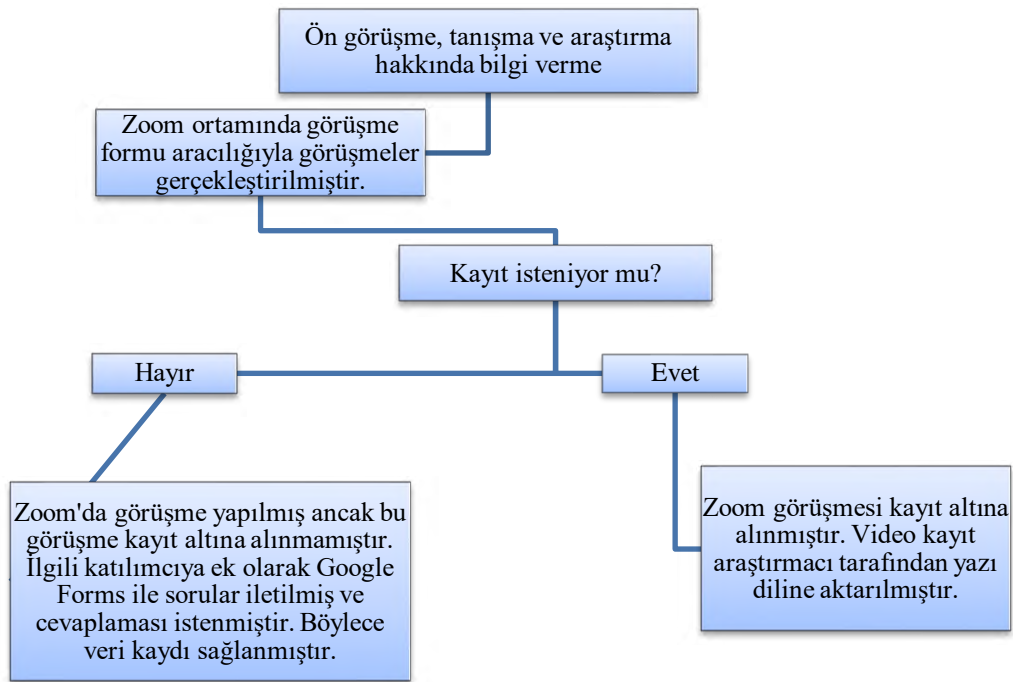 Ön görüşme, tanışma ve araştırma
hakkında bilgi verme
Zoom ortamında görüşme
formu aracılığıyla görüşmeler
gerçekleştirilmiştir.
Kayıt isteniyor mu?
Hayır
Evet
Zoom'da görüşme yapılmış ancak bu
görüşme kayıt altına alınmamıştır.
İlgili katılımcıya ek olarak Google
Forms ile sorular iletilmiş ve
cevaplaması istenmiştir. Böylece
veri kaydı sağlanmıştır.
Zoom görüşmesi kayıt altına
alınmıştır. Video kayıt
araştırmacı tarafından yazı
diline aktarılmıştır.